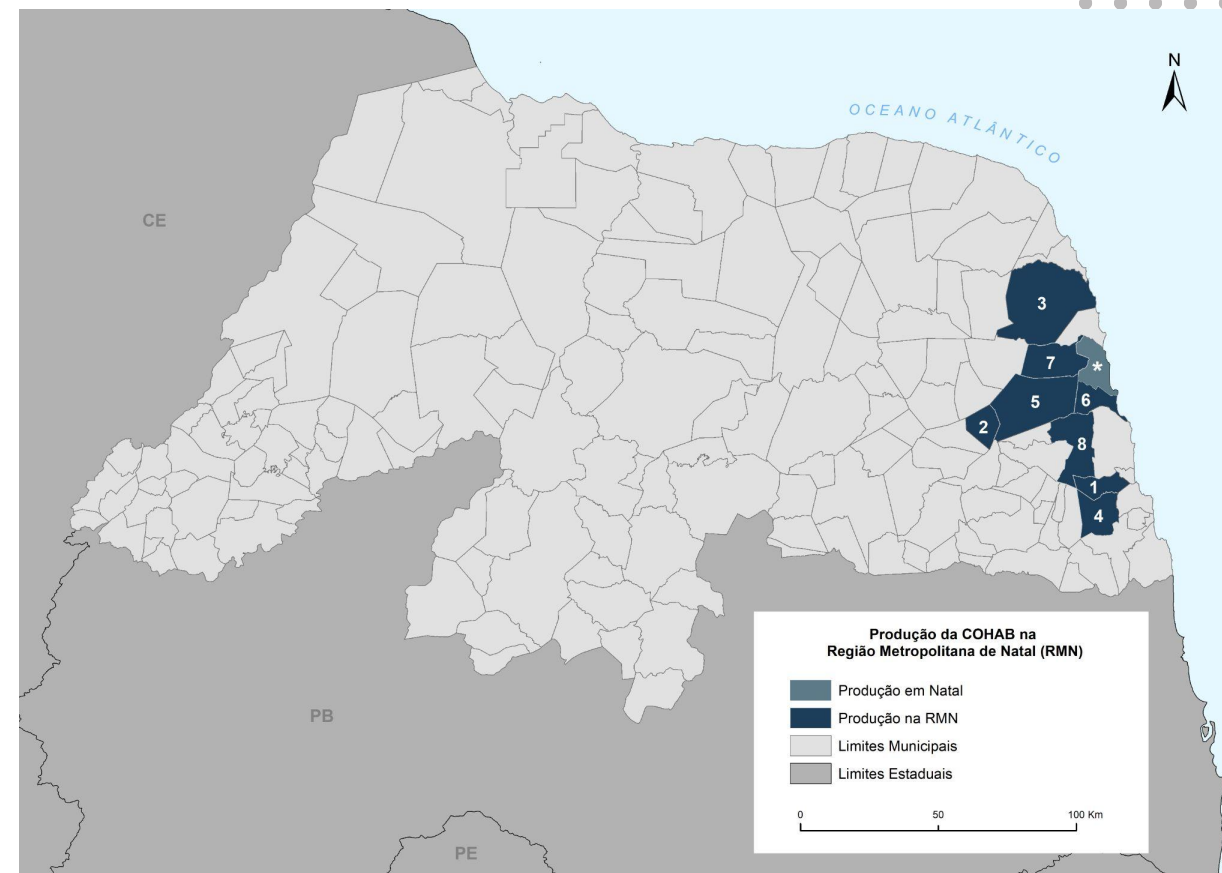 N
OCEANO ATLÂNTICO
CE
3
7
*
5
6
2
8
1
4
Produção da COHAB na
Região Metropolitana de Natal (RMN)
Produção em Natal
Produção na RMN
Limites Municipais
Limites Estaduais
0 50 100 Km
PB
PE